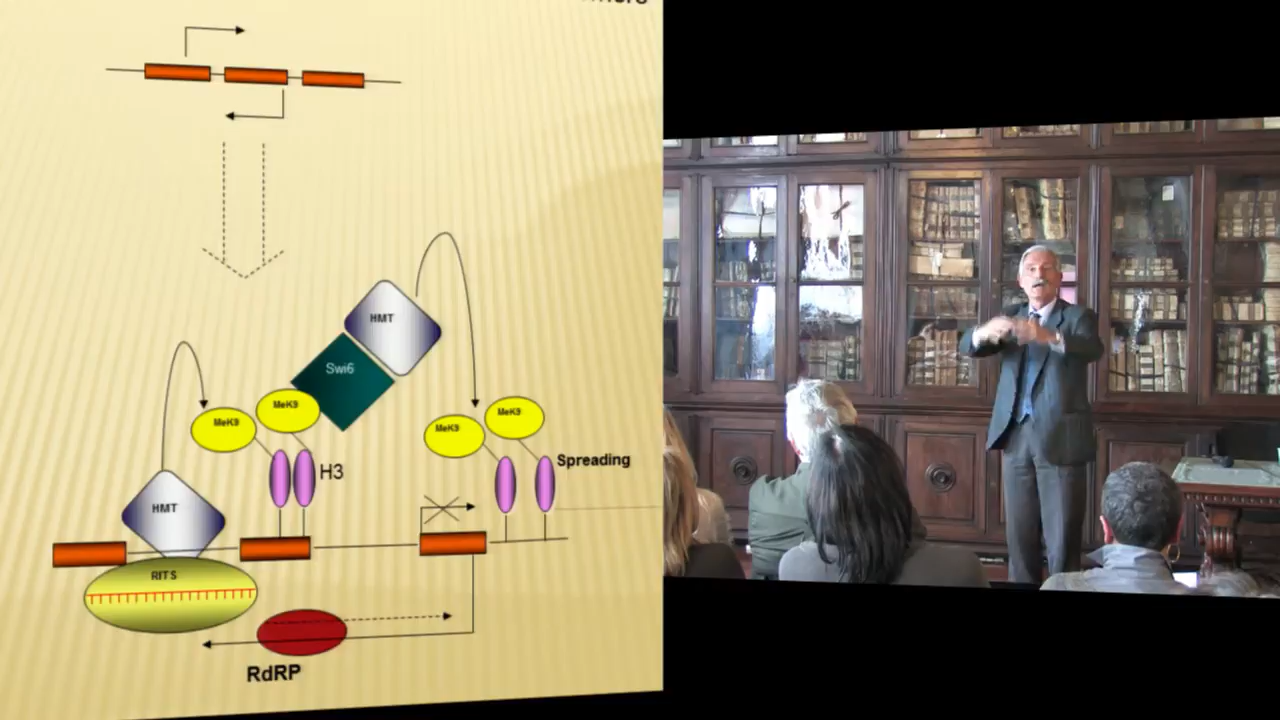 HMT
Swi6
MeK9
MeK9
MeK9
MeK9
H3
Spreading
HMT
RITS
RdRP